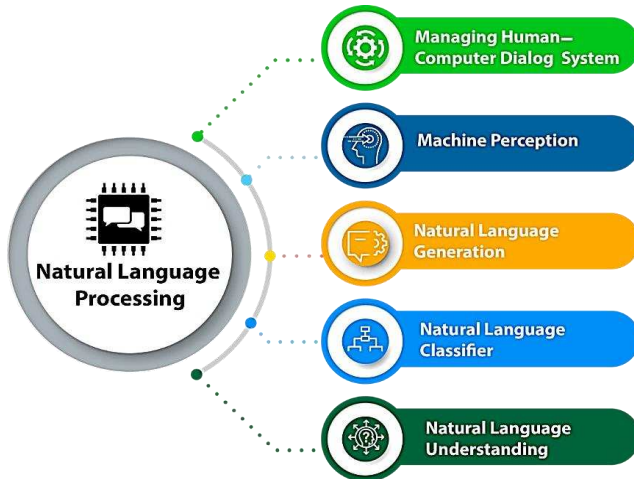 Managing Human–
Computer Dialog System
Machine Perception
Natural Language
Processing
Natural Language
Generation
Natural Language
Classifier
Natural Language
Understanding